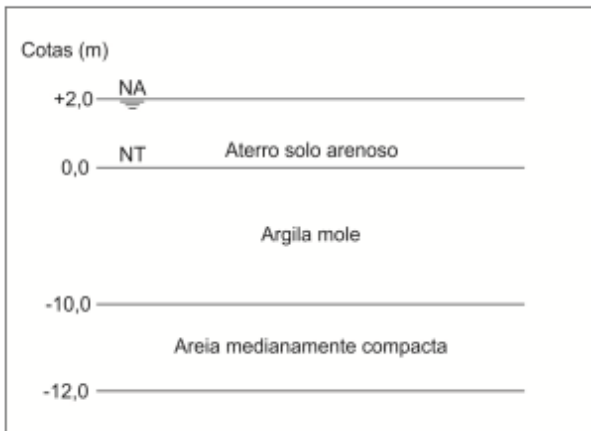 Cotas (m)
+2,0 NA
Aterro solo arenoso
0,0 NT
Argila mole
-10,0
Areia medianamente compacta
-12,0